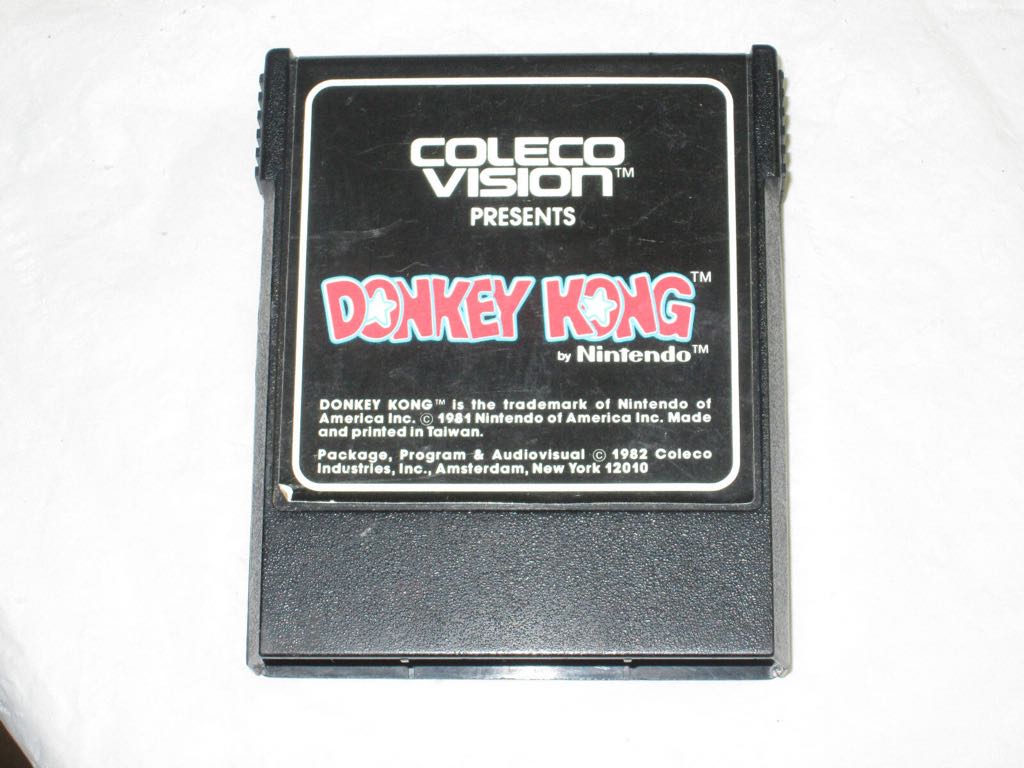 COLECO
VISION™
PRESENTS
DONKEY KONG™
by Nintendo™
DONKEY KONG™ is the trademark of Nintendo of
America Inc. © 1981 Nintendo of America Inc. Made
and printed in Taiwan.
Package, Program & Audiovisual © 1982 Coleco
Industries, Inc., Amsterdam, New York 12010